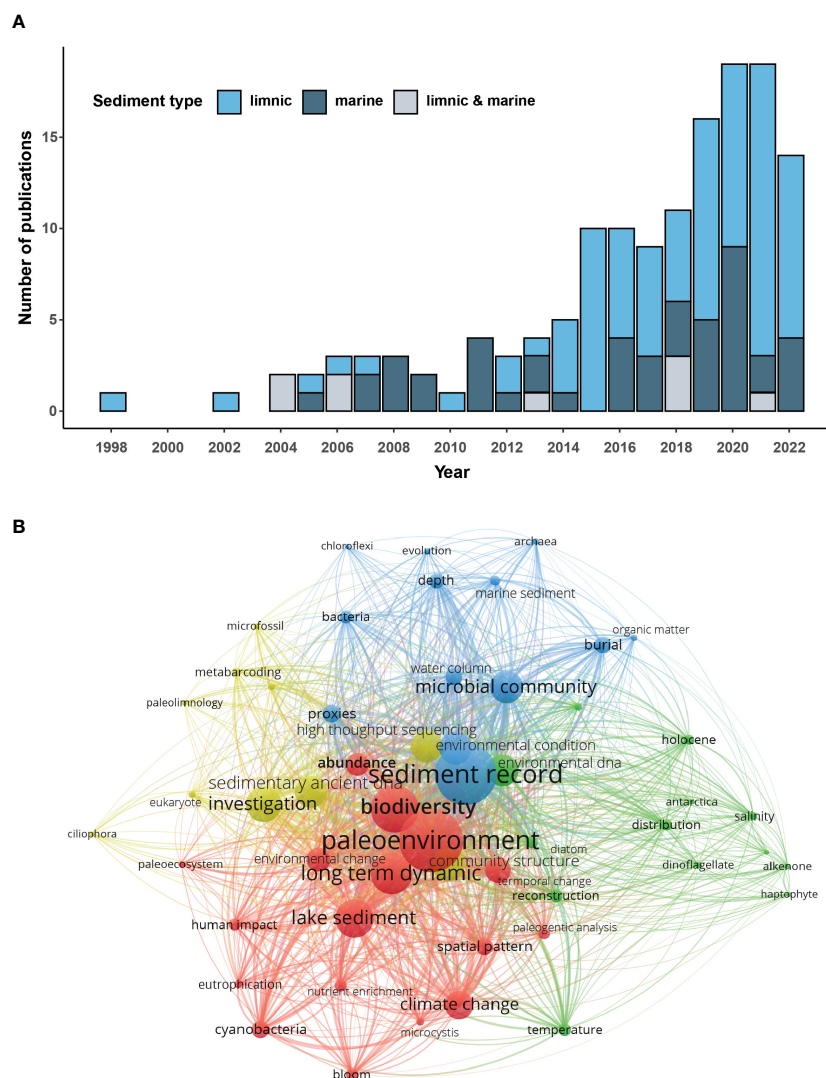 A
Sediment type limnic marine limnic & marine
Number of publications
15
10
5
0
1998 2000 2002 2004 2006 2008 2010 2012 2014 2016 2018 2020 2022
Year
B
chloroflexi evolution archaea
depth
marine sediment
bacteria
microfossil
organic matter
burial
water column
metabarcoding
microbial community
paleolimnology
proxies
high thoughput sequencing
holocene
environmental condition
abundance
environmental dna
sediment record
sedimentary ancient dna
eukaryote
investigation
biodiversity
antarctica
salinity
distribution
ciliophora
paleoenvironment
diatom
paleoecosystem
environmental change
community structure
dinoflagellate
alkenone
long term dynamic
termporal change
reconstruction
haptophyte
human impact
lake sediment
paleogentic analysis
spatial pattern
eutrophication
nutrient enrichment
climate change
cyanobacteria
microcystis
temperature
bloom